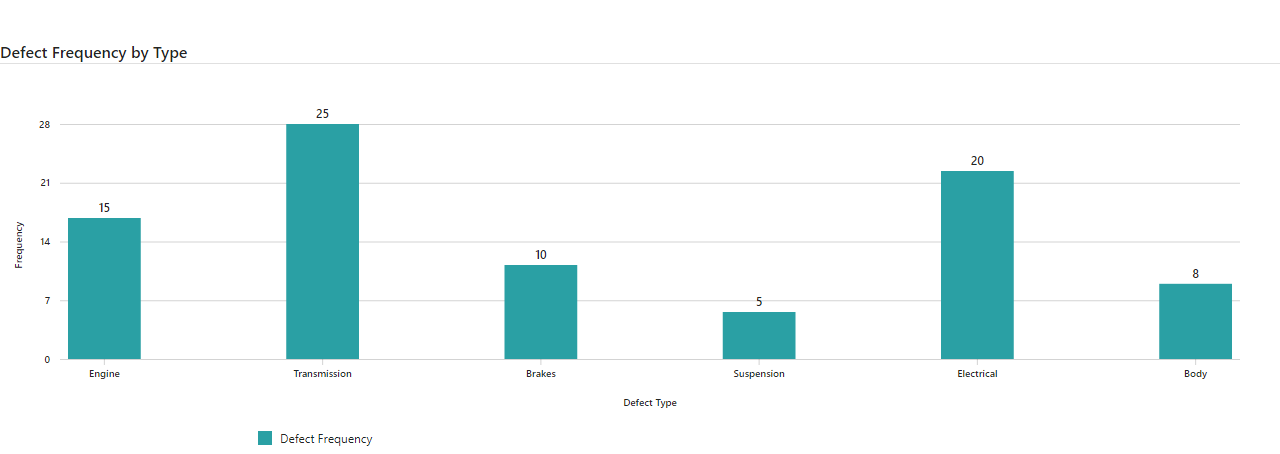 Defect Frequency by Type
25
28
20
21
15
14
10
8
Frequency
7
5
0
Engine Transmission Brakes Suspension Electrical Body
Defect Type
Defect Frequency